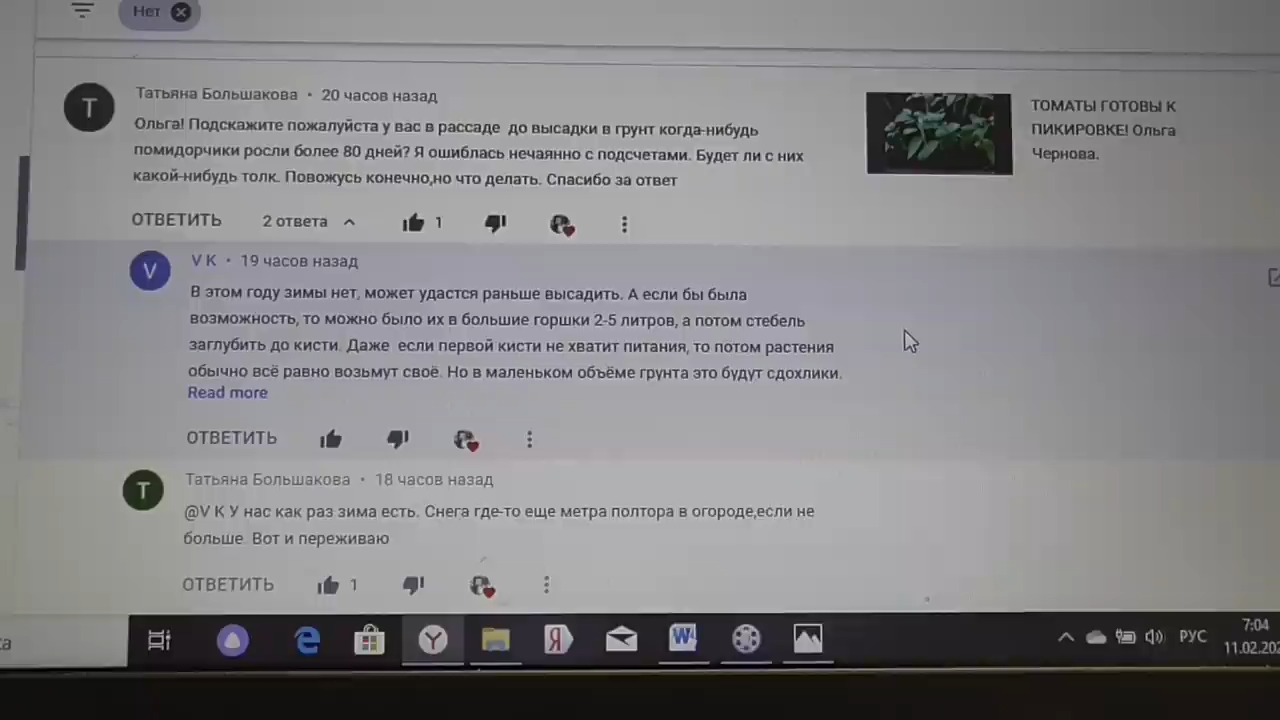 Нет
Татьяна Большакова • 20 часов назад
Ольга! Подскажите пожалуйста у вас в рассаде до высадки в грунт когда-нибудь
помидорчики росли более 80 дней? Я ошиблась нечаянно с подсчетами. Будет ли с них
какой-нибудь толк. Повожусь конечно,но что делать. Спасибо за ответ
ТОМАТЫ ГОТОВЫ К
ПИКИРОВКЕ! Ольга
Чернова.
Т
ОТВЕТИТЬ 2 ответа 1
V
V K • 19 часов назад
В этом году зимы нет, может удастся раньше высадить. А если бы была
возможность, то можно было их в большие горшки 2-5 литров, а потом стебель
заглубить до кисти. Даже если первой кисти не хватит питания, то потом растения
обычно всё равно возьмут своё. Но в маленьком объёме грунта это будут сдохлики.
Read more
ОТВЕТИТЬ
Т
Татьяна Большакова • 18 часов назад
@V K У нас как раз зима есть. Снега где-то еще метра полтора в огороде,если не
больше. Вот и переживаю
ОТВЕТИТЬ 1
РУС
7:04
11.02.202